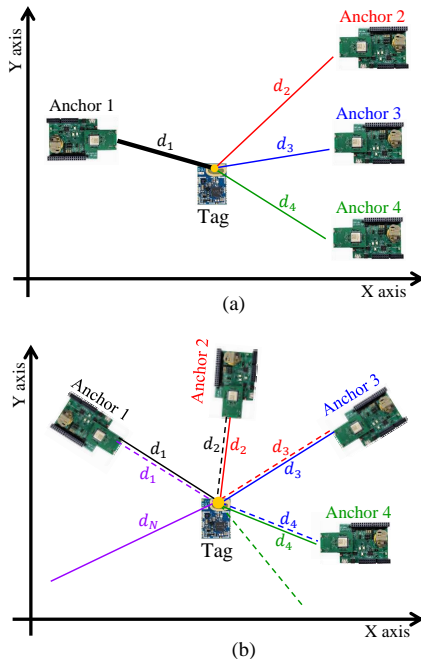 Y axis
Anchor 2
Anchor 1
d₂
d₁
Anchor 3
d₃
Tag
d₄
Anchor 4
X axis
(a)
Y axis
Anchor 2
Anchor 1
Anchor 3
d₁
d₂
d₂
d₃
d₁
d₃
d_N
d₄
Anchor 4
d₄
Tag
X axis
(b)